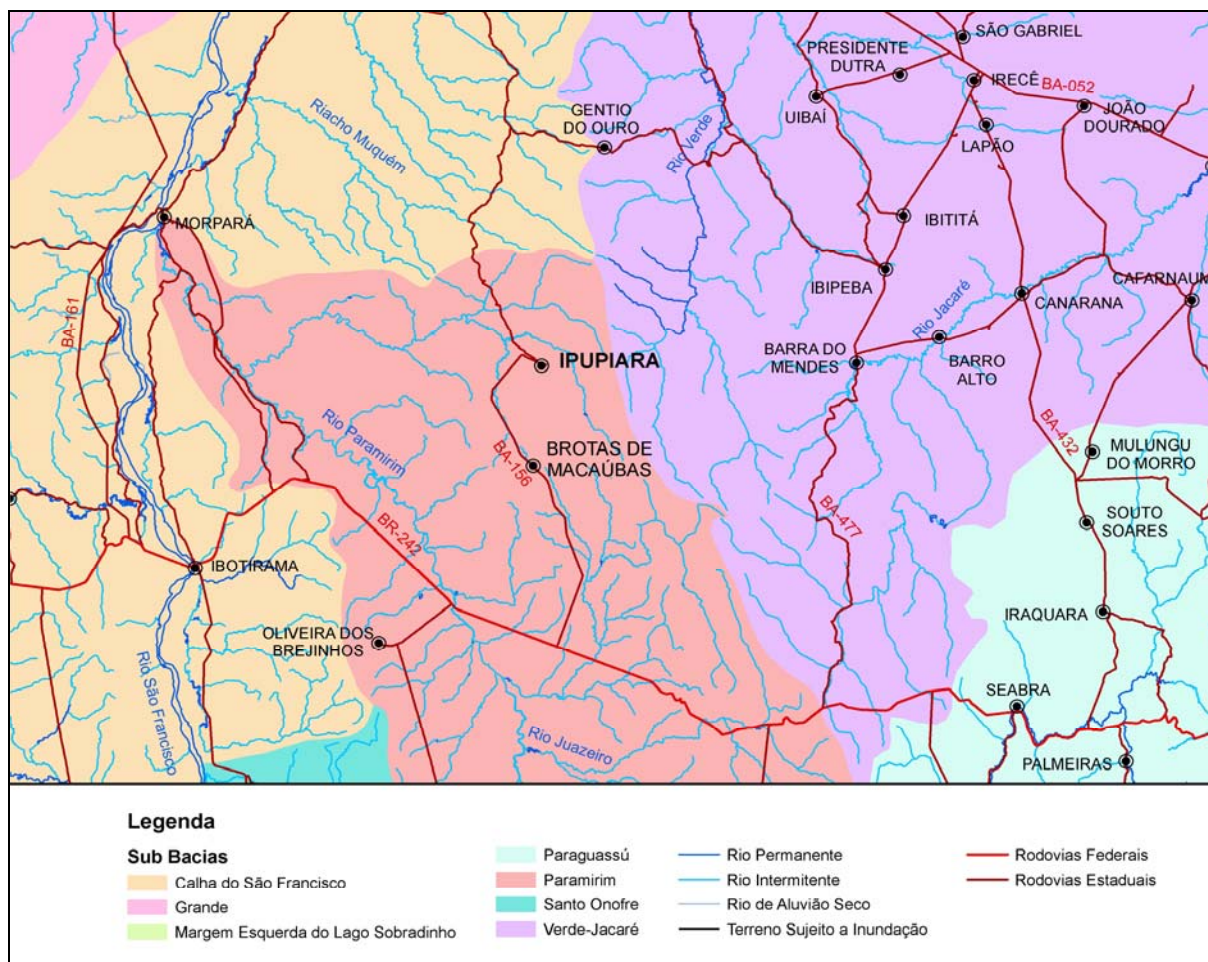 SÃO GABRIEL
PRESIDENTE
DUTRA
IRECÊ
BA-052
UIBAÍ
JOÃO
DOURADO
LAPÃO
GENTIO
DO OURO
Rio Verde
Riacho Muquém
MORPARÁ
IBITITÁ
IBIPEBA
CAFARNAUM
CANARANA
Rio Jacaré
BA-161
BARRA DO
MENDES
BARRO
ALTO
IPUPIARA
Rio Paramirim
BA-156
BROTAS DE
MACAÚBAS
BA-432
MULUNGU
DO MORRO
BA-477
SOUTO
SOARES
BR-242
IBOTIRAMA
IRAQUARA
OLIVEIRA DOS
BREJINHOS
Rio São Francisco
SEABRA
Rio Juazeiro
PALMEIRAS
Legenda
Sub Bacias
Calha do São Francisco
Grande
Margem Esquerda do Lago Sobradinho
Paraguassú
Paramirim
Santo Onofre
Verde-Jacaré
Rio Permanente
Rio Intermitente
Rio de Aluvião Seco
Terreno Sujeito a Inundação
Rodovias Federais
Rodovias Estaduais